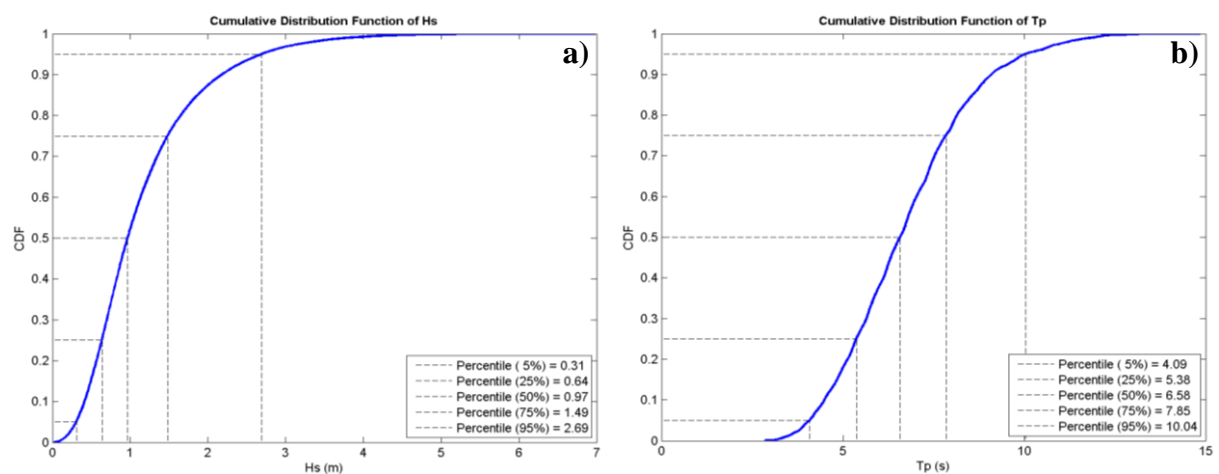 Cumulative Distribution Function of Hs
a)
1
0.9
0.8
0.7
0.6
0.5
0.4
0.3
0.2
0.1
0
CDF
0
1
2
3
4
5
6
7
Hs (m)
Percentile ( 5%) = 0.31
Percentile (25%) = 0.64
Percentile (50%) = 0.97
Percentile (75%) = 1.49
Percentile (95%) = 2.69
Cumulative Distribution Function of Tp
b)
1
0.9
0.8
0.7
0.6
0.5
0.4
0.3
0.2
0.1
0
CDF
0
5
10
15
Tp (s)
Percentile ( 5%) = 4.09
Percentile (25%) = 5.38
Percentile (50%) = 6.58
Percentile (75%) = 7.85
Percentile (95%) = 10.04